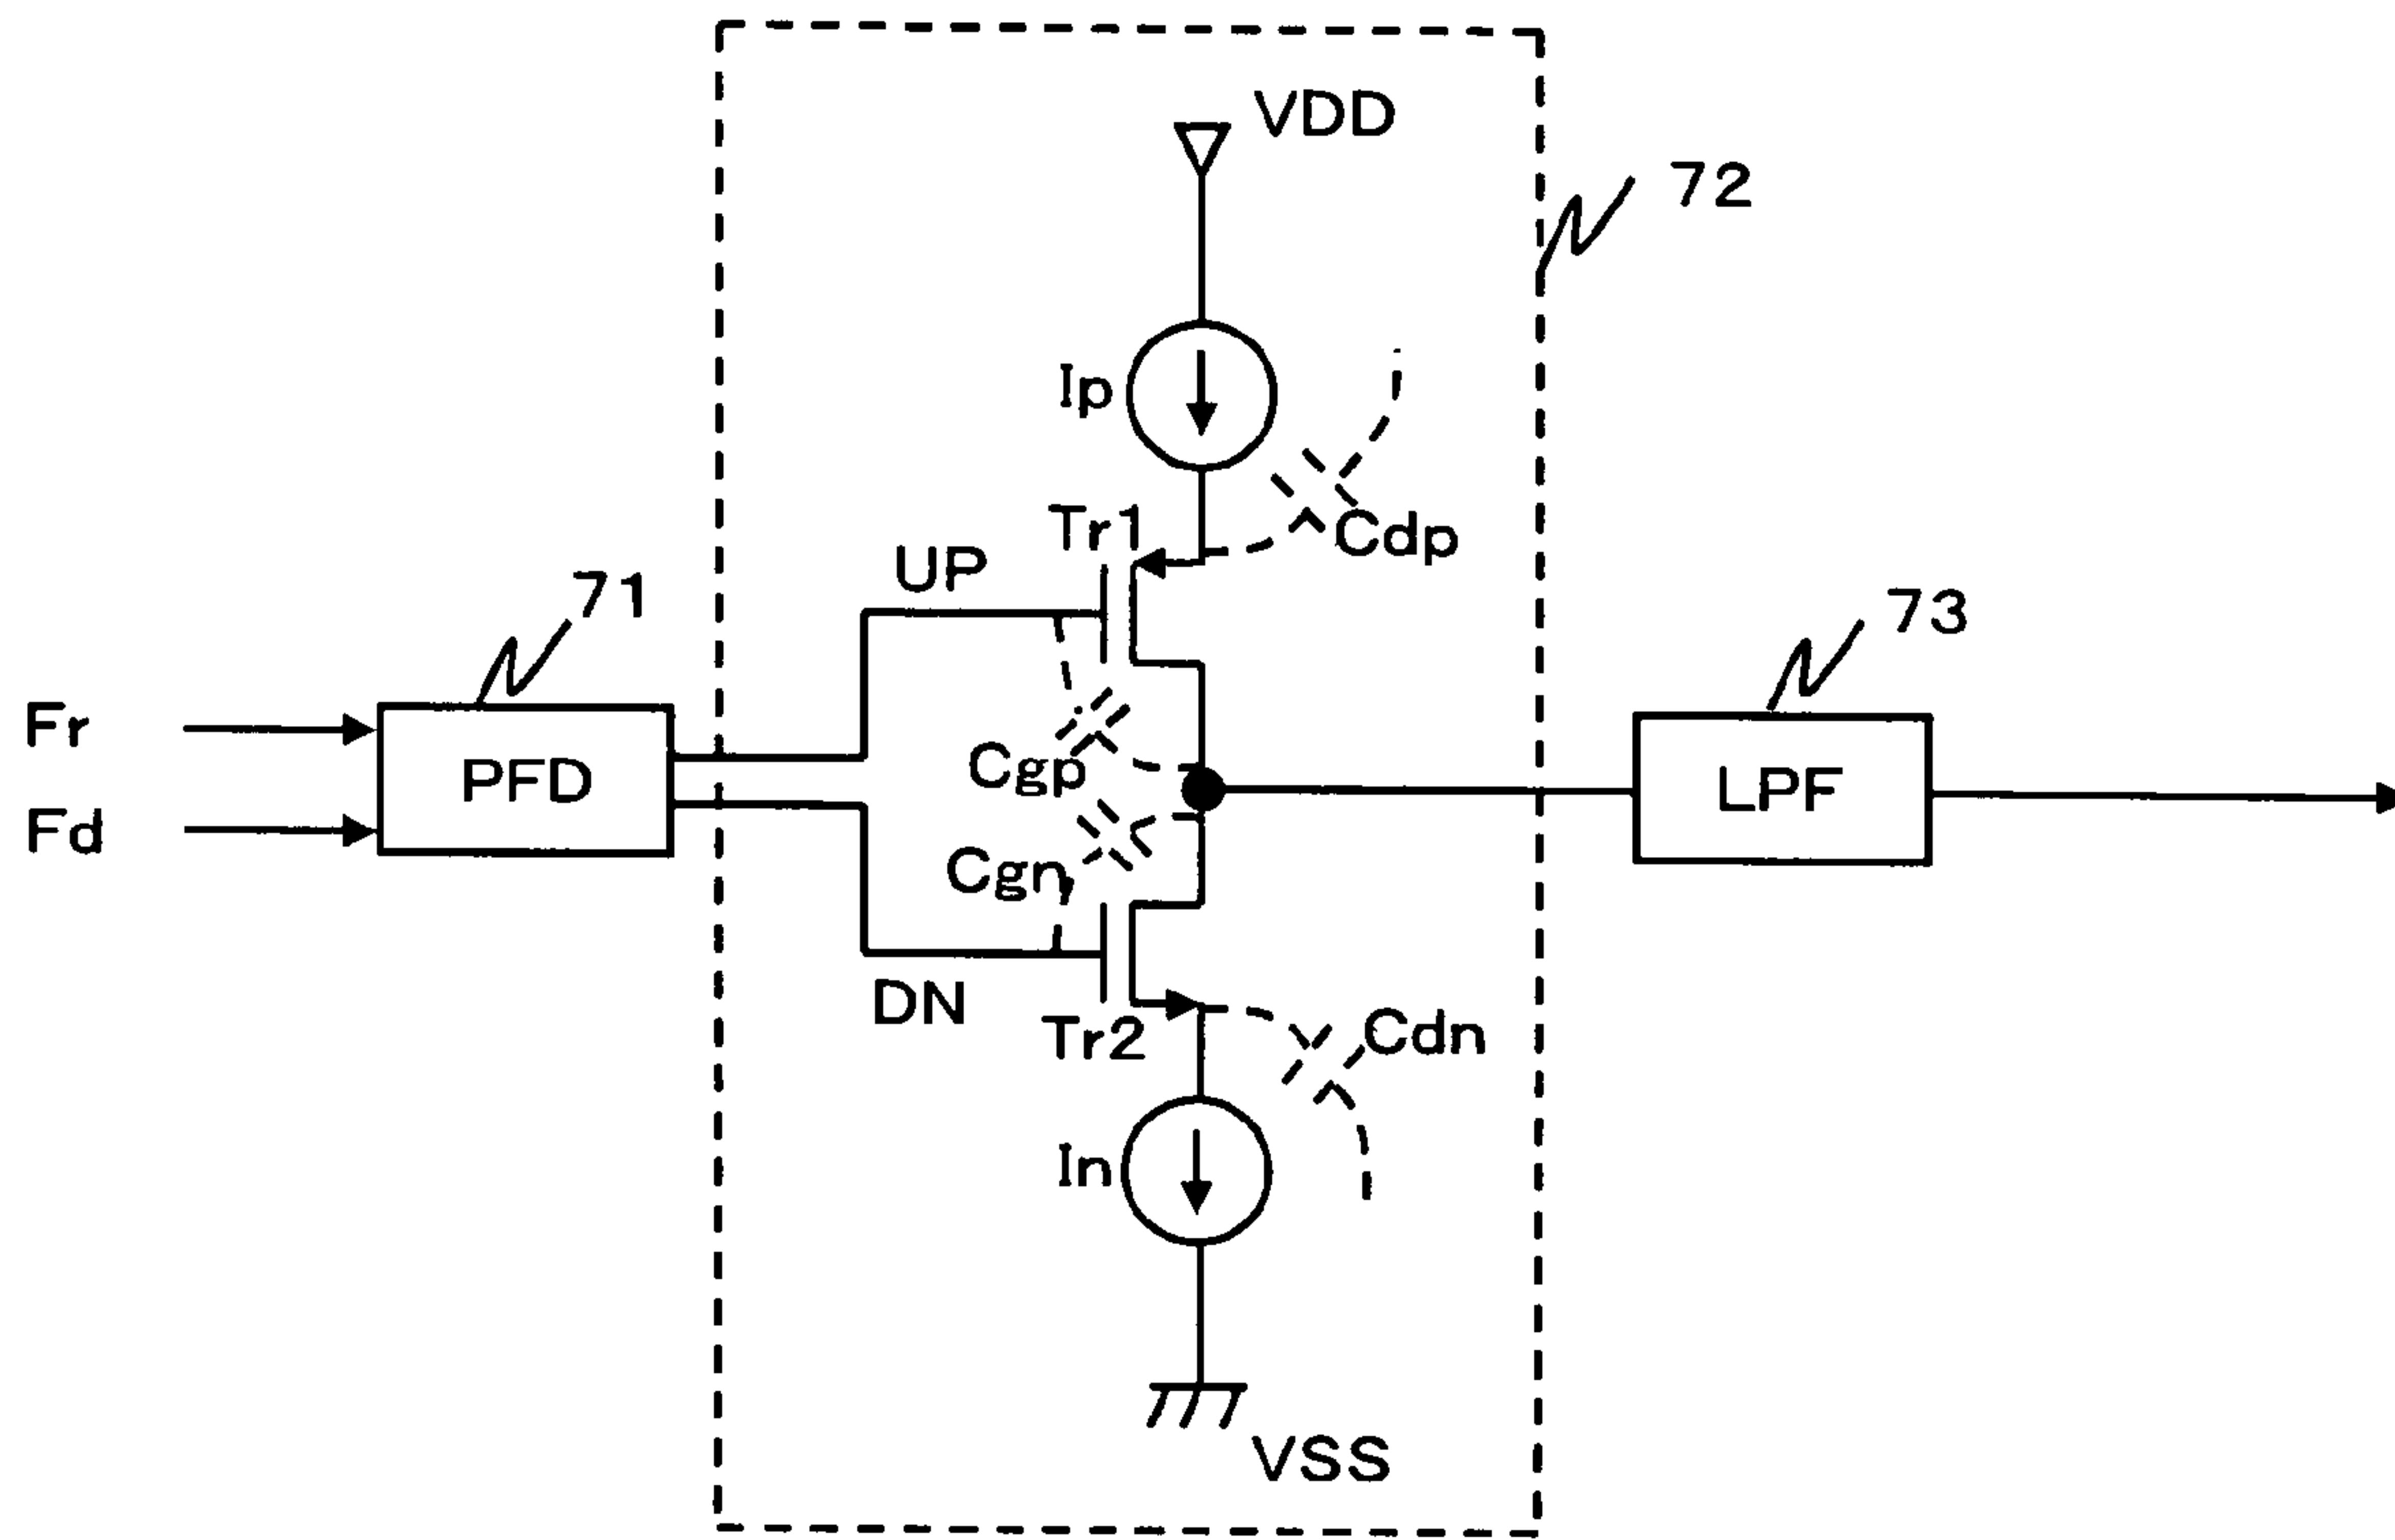 VDD
72
Ip
Tr1
Cdp
UP
71
73
Fr
PFD
Cgp
LPF
Fd
Cgn
DN
Tr2
Cdn
In
VSS